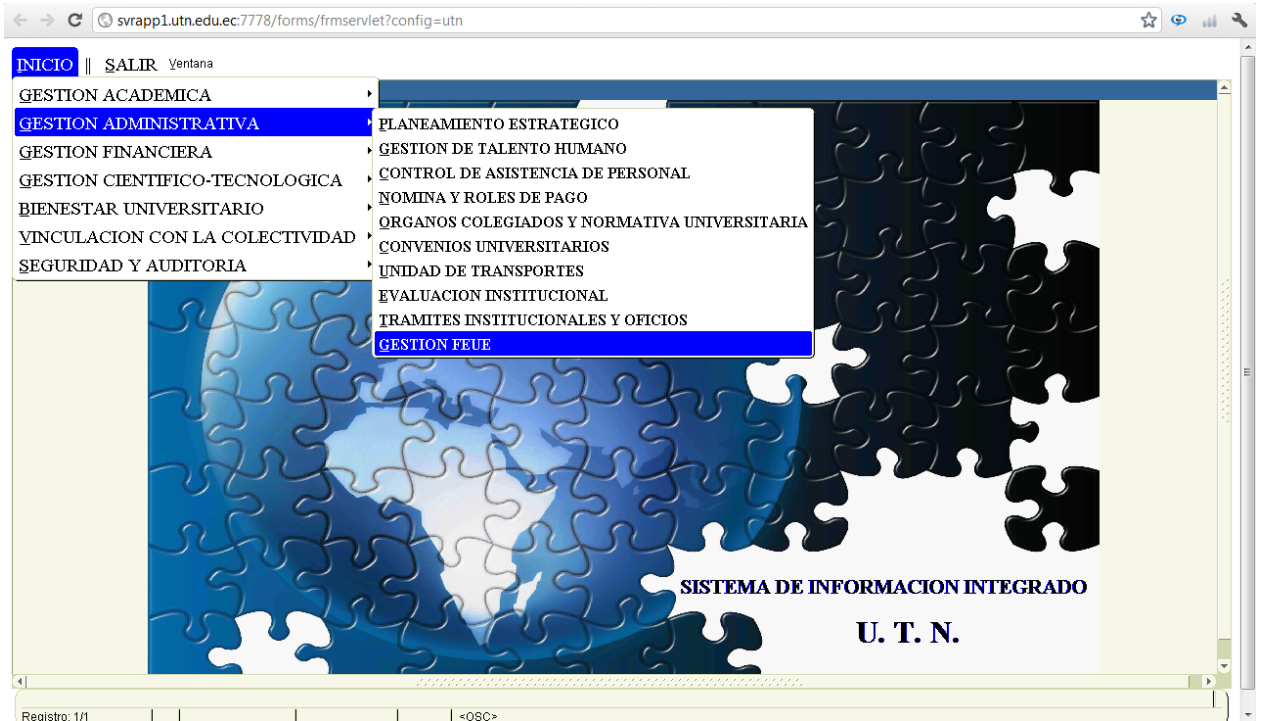 svrapp1.utn.edu.ec:7778/forms/frmservlet?config=utn
INICIO || SALIR Ventana
GESTION ACADEMICA
GESTION ADMINISTRATIVA
GESTION FINANCIERA
GESTION CIENTIFICO-TECNOLOGICA
BIENESTAR UNIVERSITARIO
VINCULACION CON LA COLECTIVIDAD
SEGURIDAD Y AUDITORIA
PLANEAMIENTO ESTRATEGICO
GESTION DE TALENTO HUMANO
CONTROL DE ASISTENCIA DE PERSONAL
NOMINA Y ROLES DE PAGO
ORGANOS COLEGIADOS Y NORMATIVA UNIVERSITARIA
CONVENIOS UNIVERSITARIOS
UNIDAD DE TRANSPORTES
EVALUACION INSTITUCIONAL
TRAMITES INSTITUCIONALES Y OFICIOS
GESTION FEUE
SISTEMA DE INFORMACION INTEGRADO
U. T. N.
Registro: 1/1 <OSC>